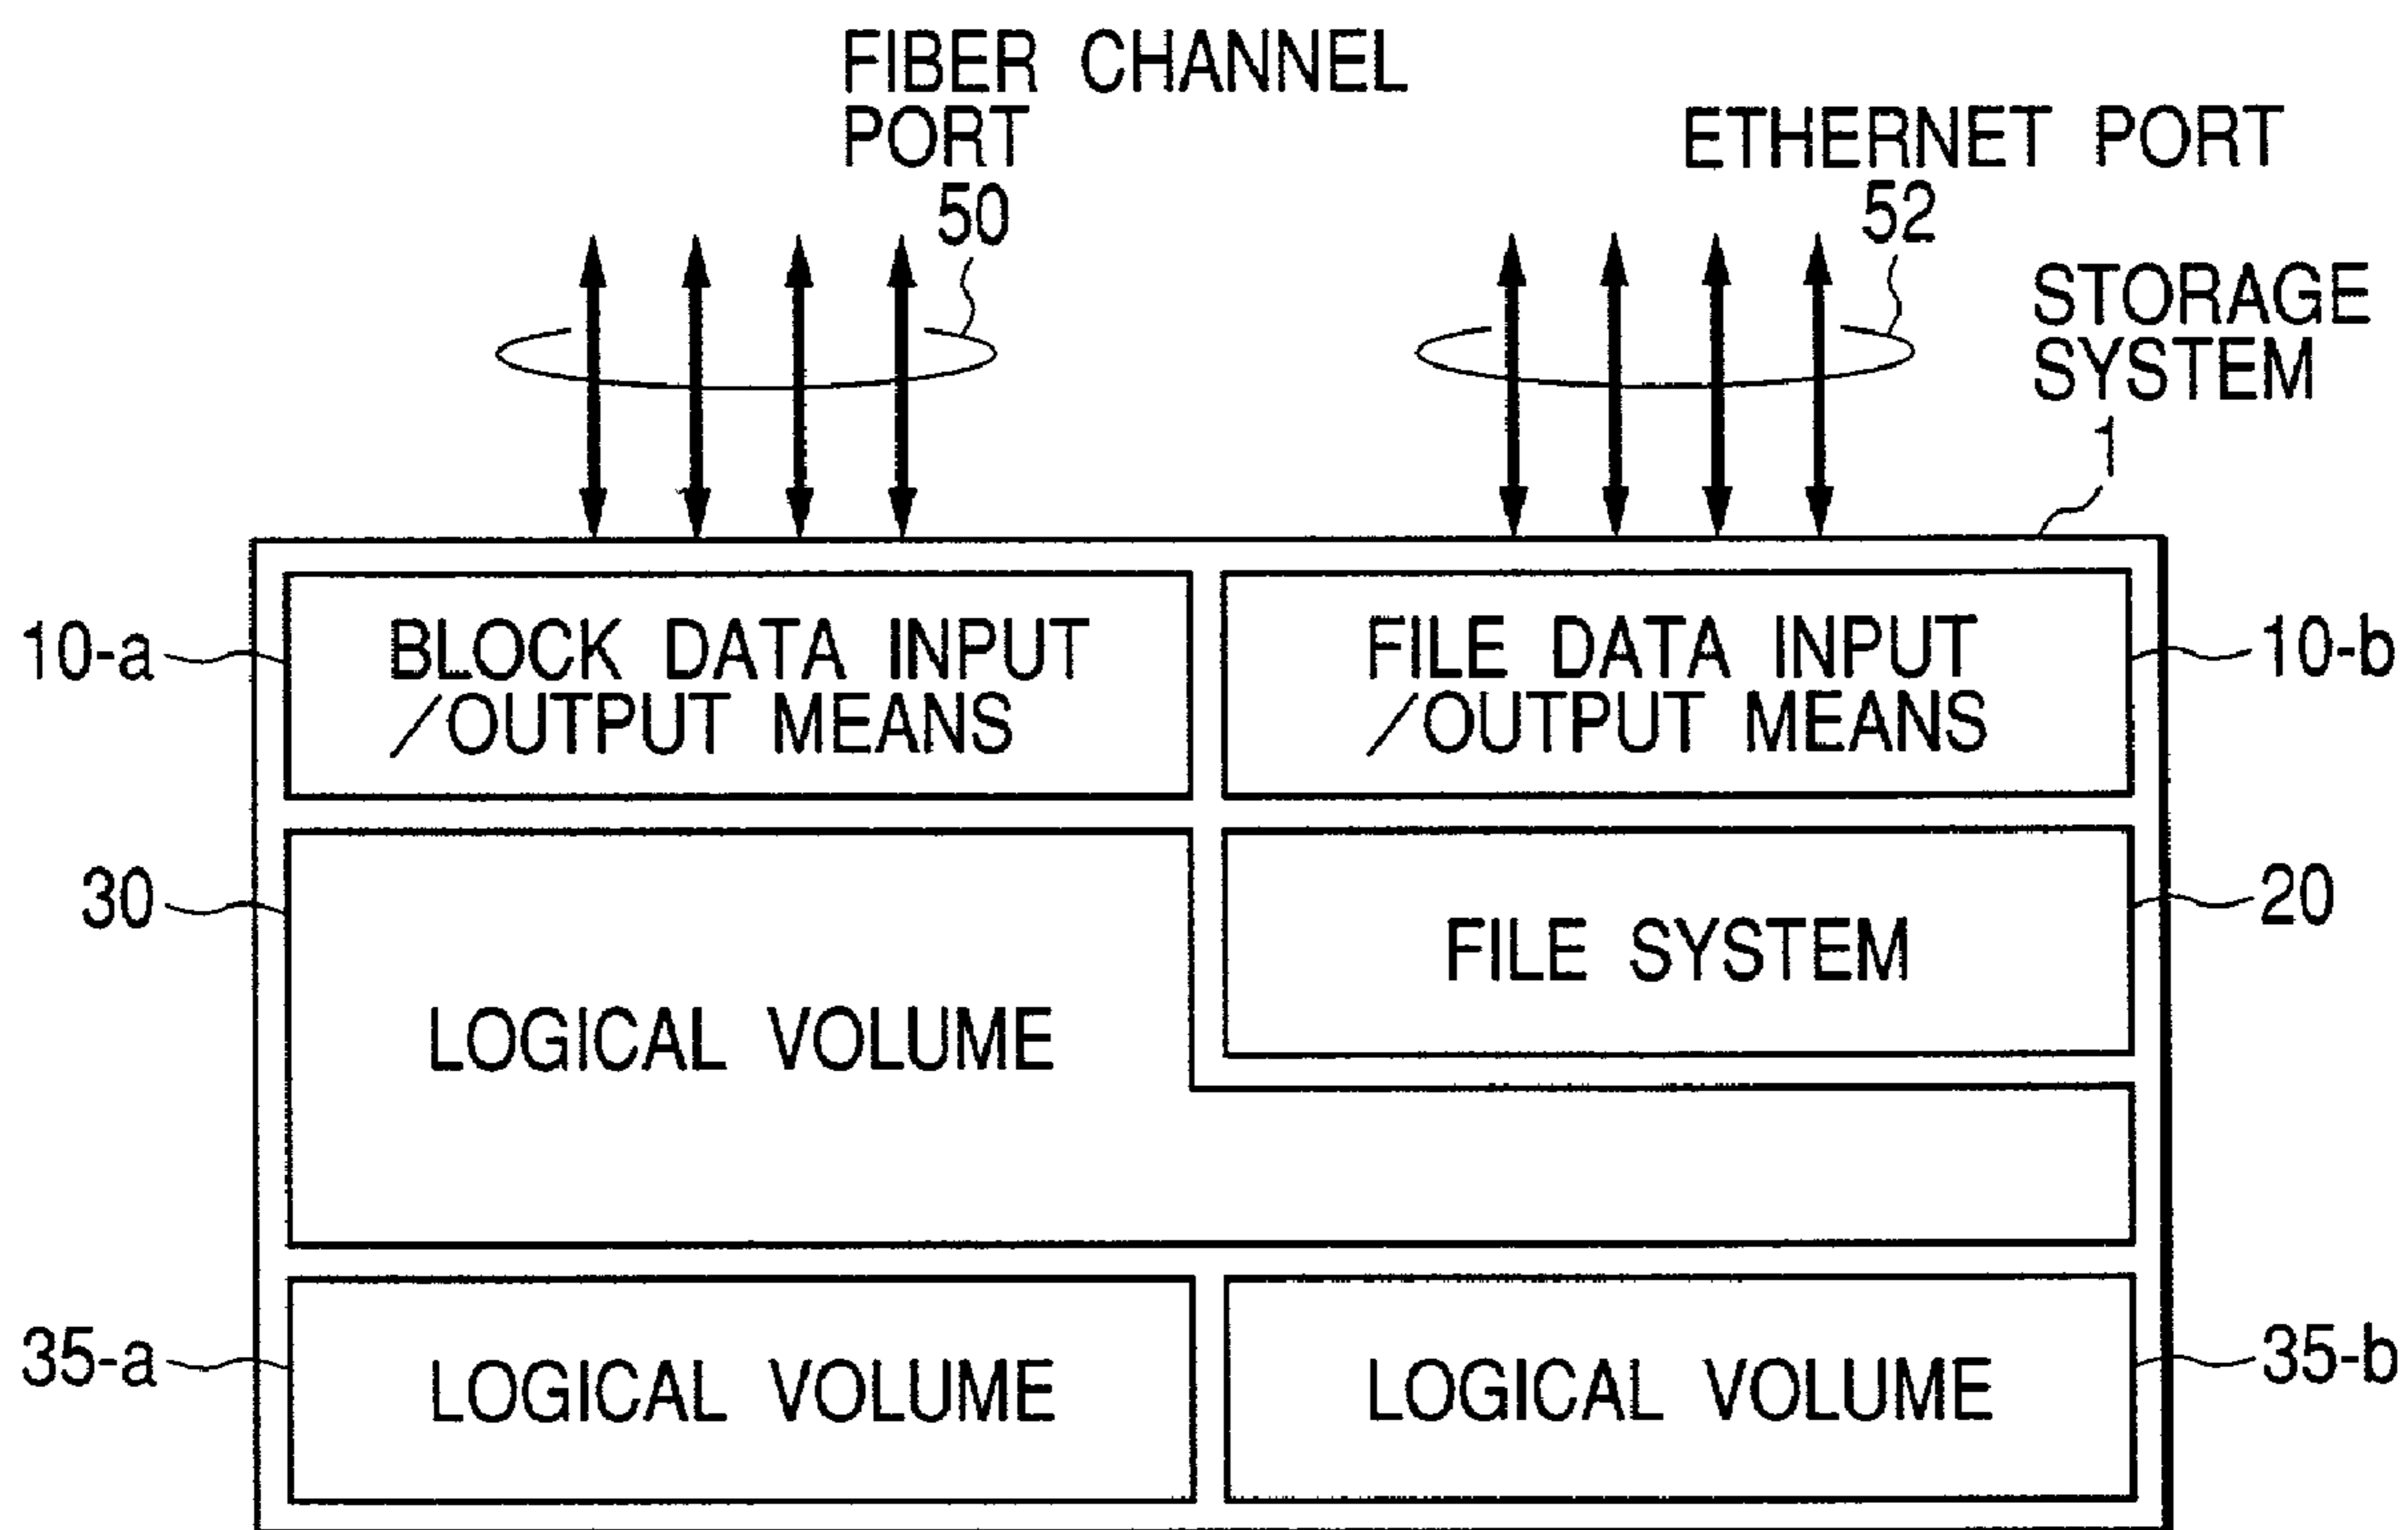 FIBER CHANNEL
PORT
50
ETHERNET PORT
52
STORAGE
SYSTEM
1
10-a
BLOCK DATA INPUT
/OUTPUT MEANS
FILE DATA INPUT
/OUTPUT MEANS
10-b
30
LOGICAL VOLUME
FILE SYSTEM
20
35-a
LOGICAL VOLUME
LOGICAL VOLUME
35-b